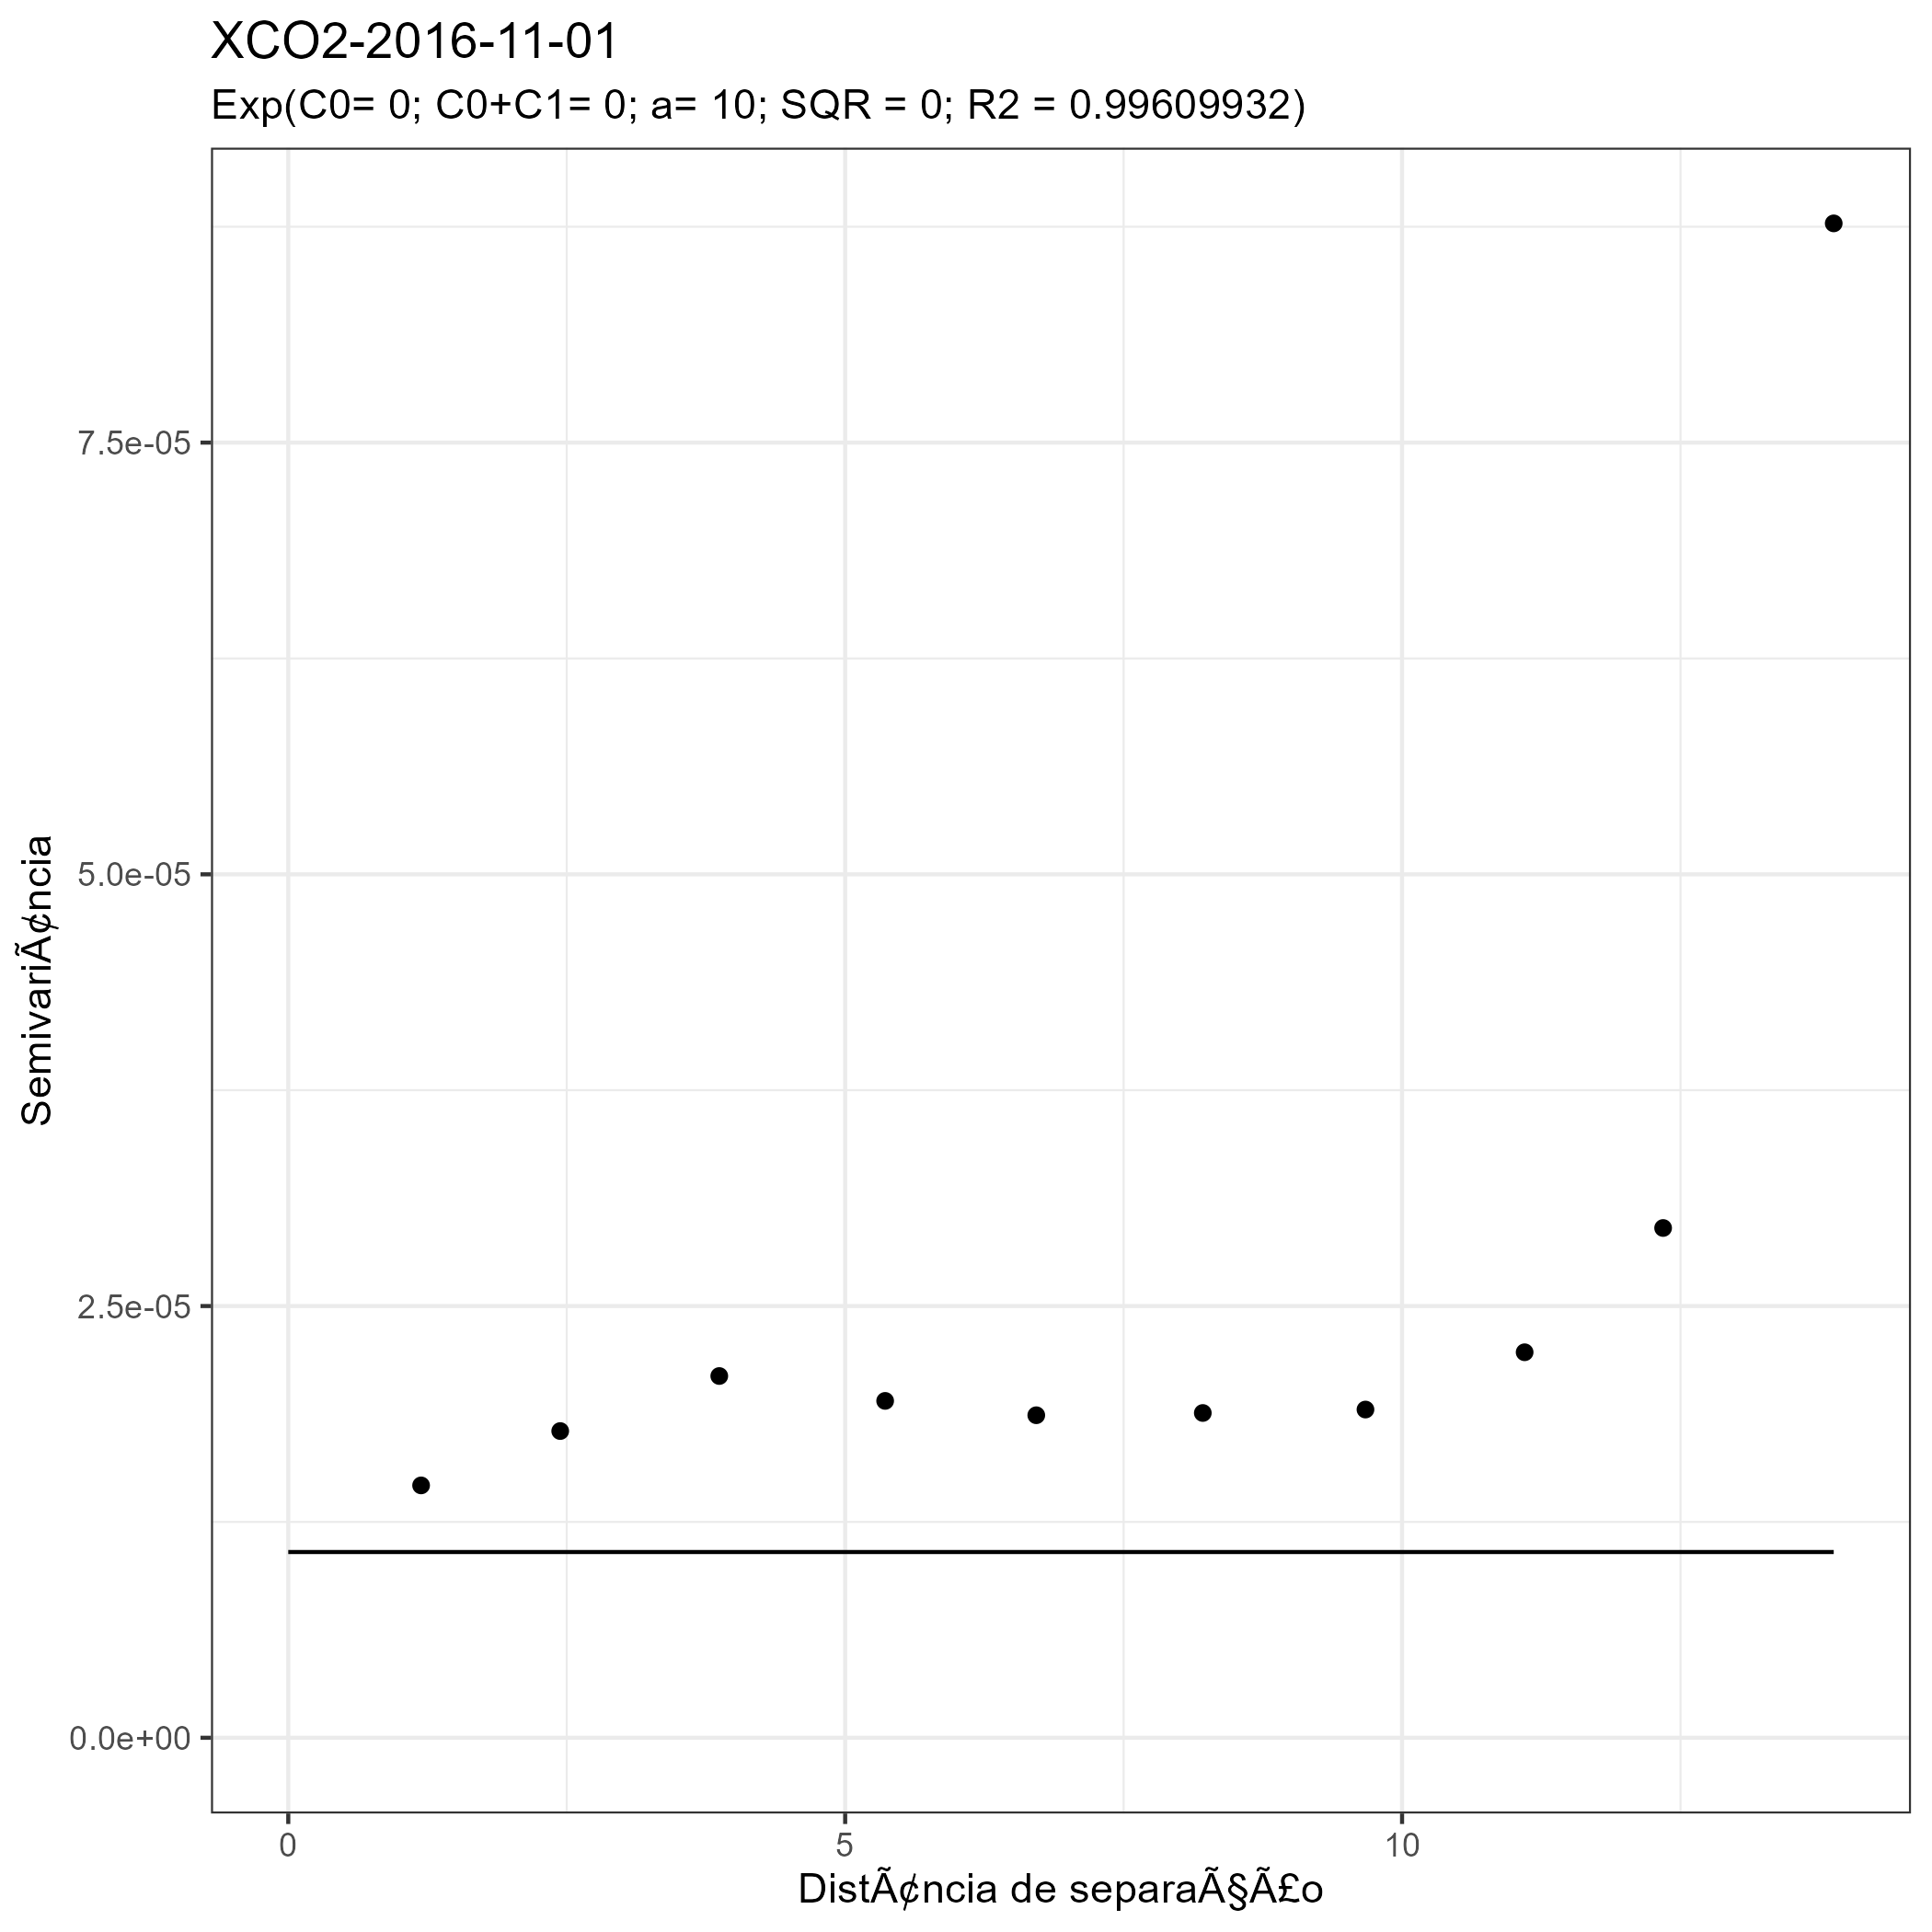 XCO2-2016-11-01
Exp(C0= 0; C0+C1= 0; a= 10; SQR = 0; R2 = 0.99609932)
SemivariÃ¢ncia
7.5e-05
5.0e-05
2.5e-05
0.0e+00
0
5
10
DistÃ¢ncia de separaÃ§Ã£o